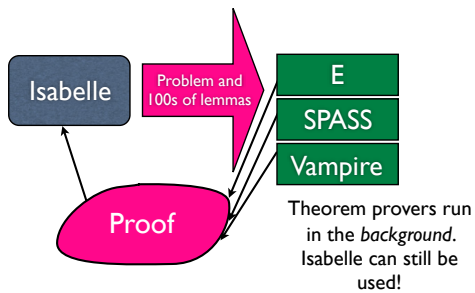 Isabelle
Problem and
100s of lemmas
E
SPASS
Vampire
Proof
Theorem provers run
in the background.
Isabelle can still be
used!